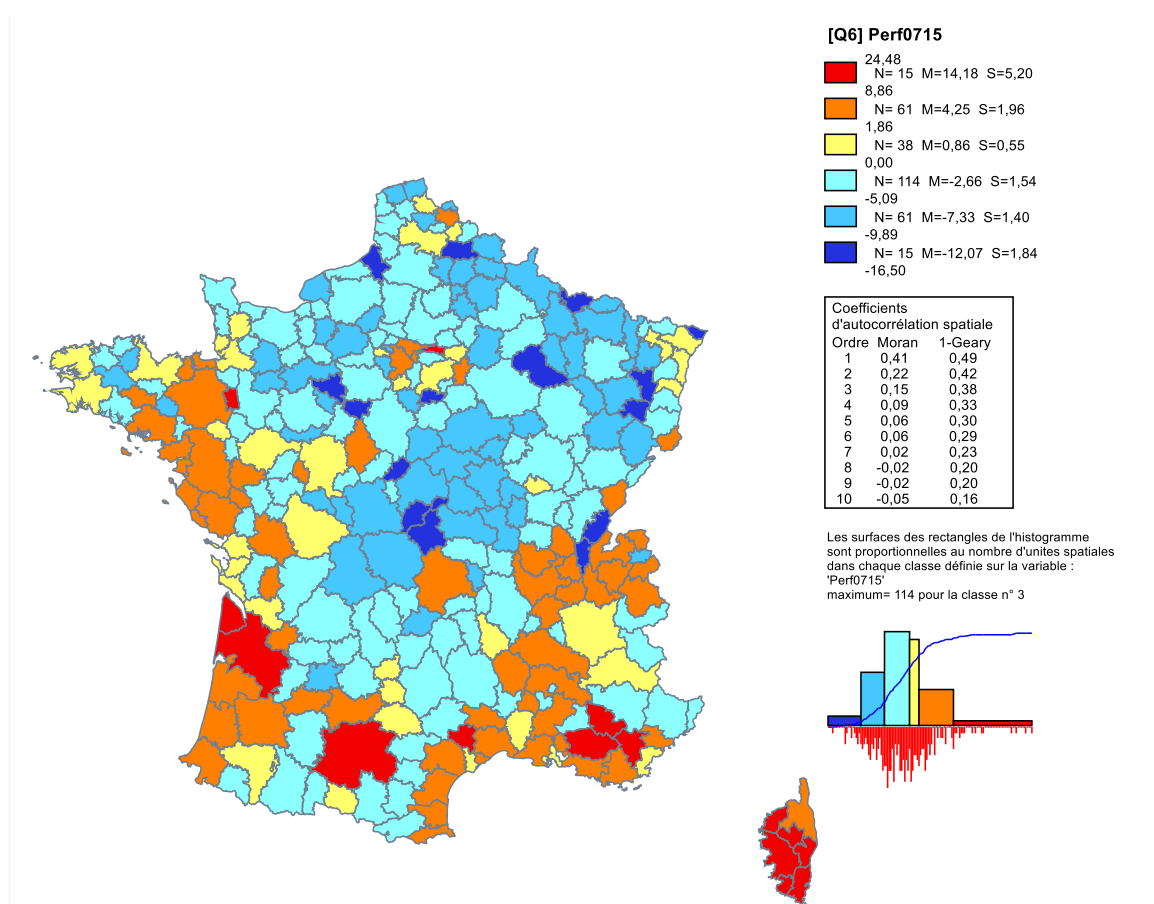 [Q6] Perf0715
24,48
N= 15 M=14,18 S=5,20
8,86
N= 61 M=4,25 S=1,96
1,86
N= 38 M=0,86 S=0,55
0,00
N= 114 M=-2,66 S=1,54
-5,09
N= 61 M=-7,33 S=1,40
-9,89
N= 15 M=-12,07 S=1,84
-16,50
Coefficients
d'autocorrélation spatiale
Ordre Moran 1-Geary
1 0,41 0,49
2 0,22 0,42
3 0,15 0,38
4 0,09 0,33
5 0,06 0,30
6 0,06 0,29
7 0,02 0,23
8 -0,02 0,20
9 -0,02 0,20
10 -0,05 0,16
Les surfaces des rectangles de l'histogramme
sont proportionnelles au nombre d'unites spatiales
dans chaque classe définie sur la variable :
'Perf0715'
maximum= 114 pour la classe n° 3